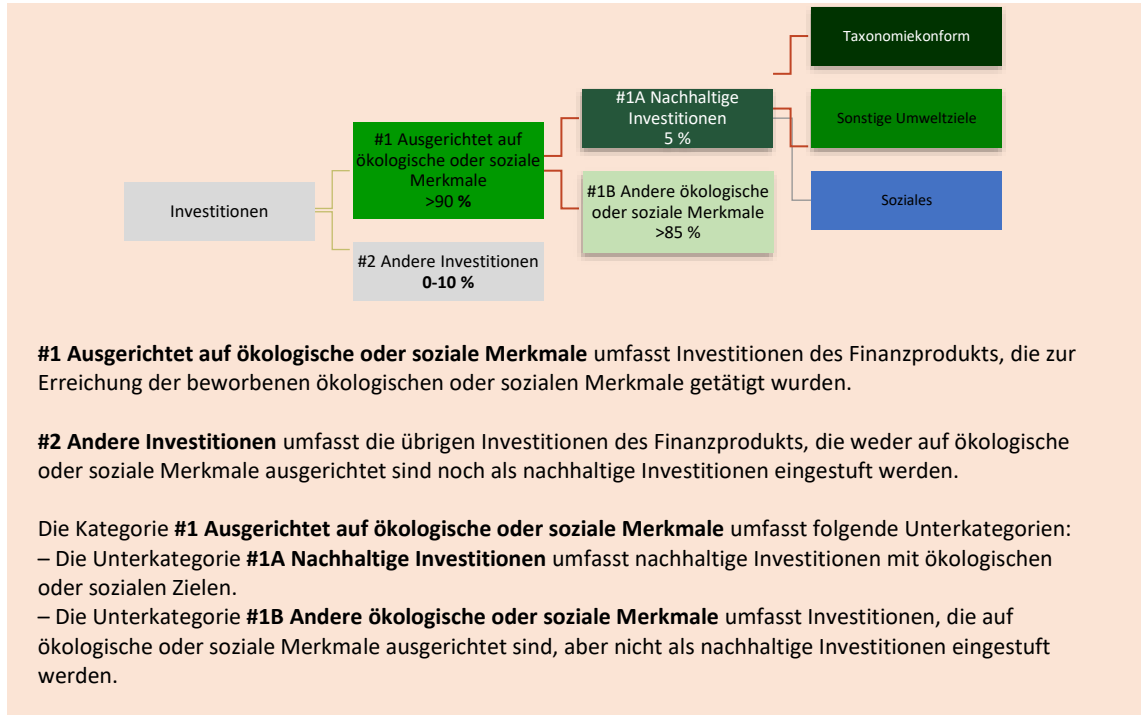 Taxonomiekonform
#1A Nachhaltige
Investitionen
5 %
Sonstige Umweltziele
#1 Ausgerichtet auf
ökologische oder soziale
Merkmale
>90 %
#1B Andere ökologische
oder soziale Merkmale
>85 %
Soziales
Investitionen
#2 Andere Investitionen
0-10 %
#1 Ausgerichtet auf ökologische oder soziale Merkmale umfasst Investitionen des Finanzprodukts, die zur
Erreichung der beworbenen ökologischen oder sozialen Merkmale getätigt wurden.
#2 Andere Investitionen umfasst die übrigen Investitionen des Finanzprodukts, die weder auf ökologische
oder soziale Merkmale ausgerichtet sind noch als nachhaltige Investitionen eingestuft werden.
Die Kategorie #1 Ausgerichtet auf ökologische oder soziale Merkmale umfasst folgende Unterkategorien:
– Die Unterkategorie #1A Nachhaltige Investitionen umfasst nachhaltige Investitionen mit ökologischen
oder sozialen Zielen.
– Die Unterkategorie #1B Andere ökologische oder soziale Merkmale umfasst Investitionen, die auf
ökologische oder soziale Merkmale ausgerichtet sind, aber nicht als nachhaltige Investitionen eingestuft
werden.